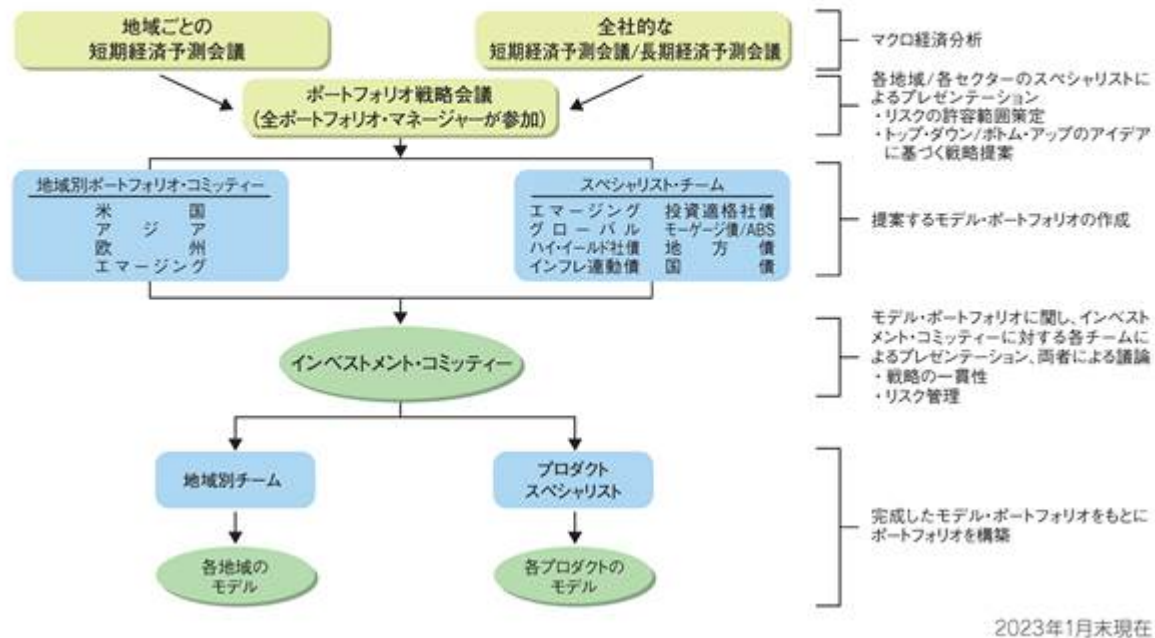 地域ごとの
短期経済予測会議
全社的な
短期経済予測会議/長期経済予測会議
マクロ経済分析
ポートフォリオ戦略会議
(全ポートフォリオ・マネージャーが参加)
各地域/各セクターのスペシャリストに
よるプレゼンテーション
・リスクの許容範囲策定
・トップ・ダウン/ボトム・アップのアイデア
に基づく戦略提案
地域別ポートフォリオ・コミッティー
米国
アジア
欧州
エマージング
スペシャリスト・チーム
エマージング 投資適格社債
グローバル モーゲージ債/ABS
ハイ・イールド社債 地方債
インフレ連動債 国債
提案するモデル・ポートフォリオの作成
インベストメント・コミッティー
モデル・ポートフォリオに関し、インベスト
メント・コミッティーに対する各チームに
よるプレゼンテーション、両者による議論
・戦略の一貫性
・リスク管理
地域別チーム
プロダクト
スペシャリスト
各地域の
モデル
各プロダクトの
モデル
完成したモデル・ポートフォリオをもとに
ポートフォリオを構築
2023年1月末現在